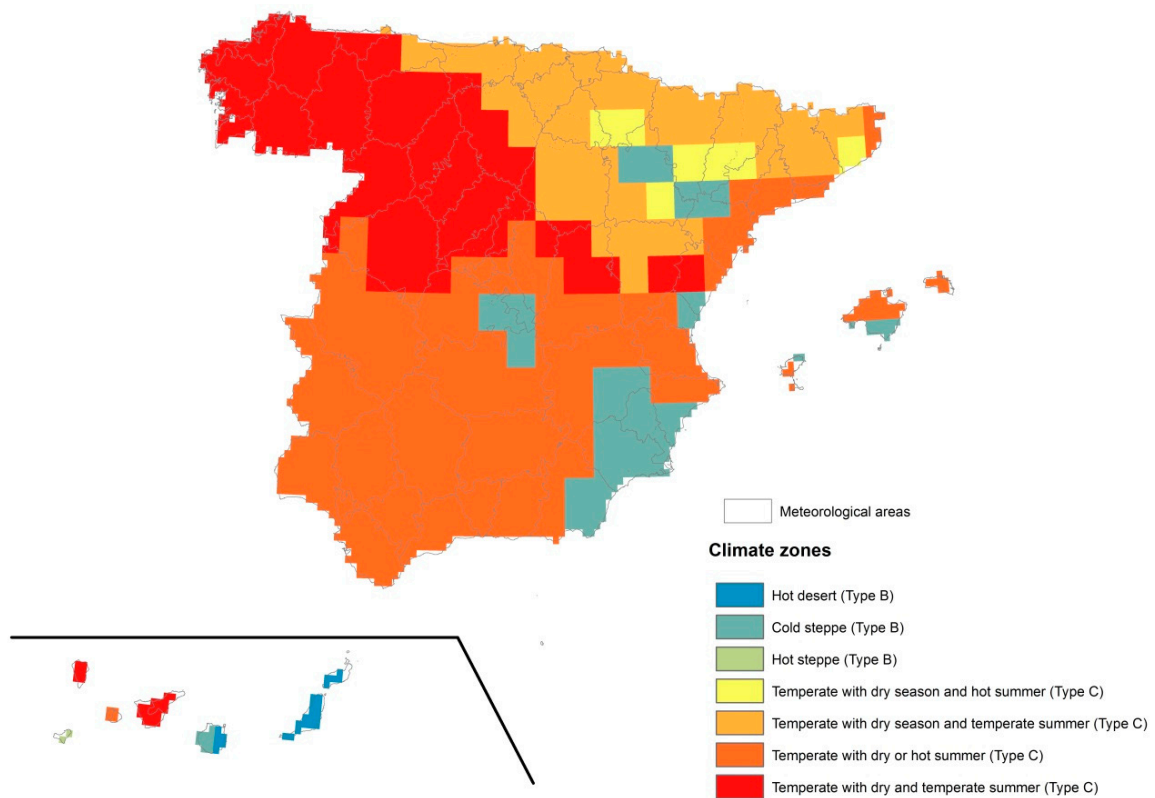 Meteorological areas
Climate zones
Hot desert (Type B)
Cold steppe (Type B)
Hot steppe (Type B)
Temperate with dry season and hot summer (Type C)
Temperate with dry season and temperate summer (Type C)
Temperate with dry or hot summer (Type C)
Temperate with dry and temperate summer (Type C)